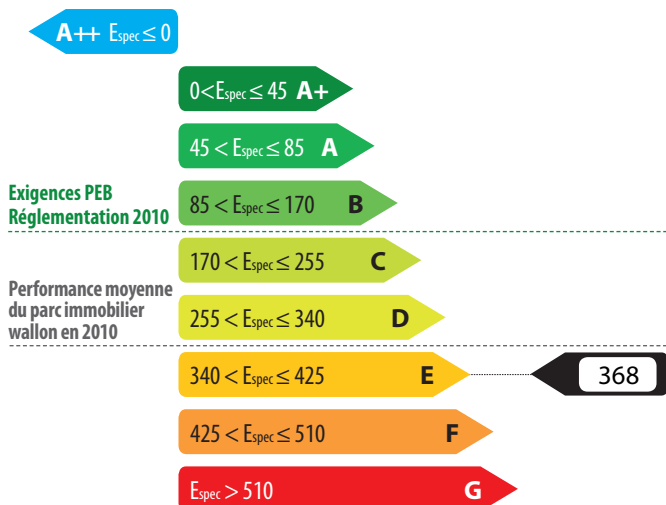 A++ Espec ≤ 0
0 < Espec ≤ 45 A+
45 < Espec ≤ 85 A
Exigences PEB
Réglementation 2010
85 < Espec ≤ 170 B
170 < Espec ≤ 255 C
Performance moyenne
du parc immobilier
wallon en 2010
255 < Espec ≤ 340 D
340 < Espec ≤ 425 E
368
425 < Espec ≤ 510 F
Espec > 510 G